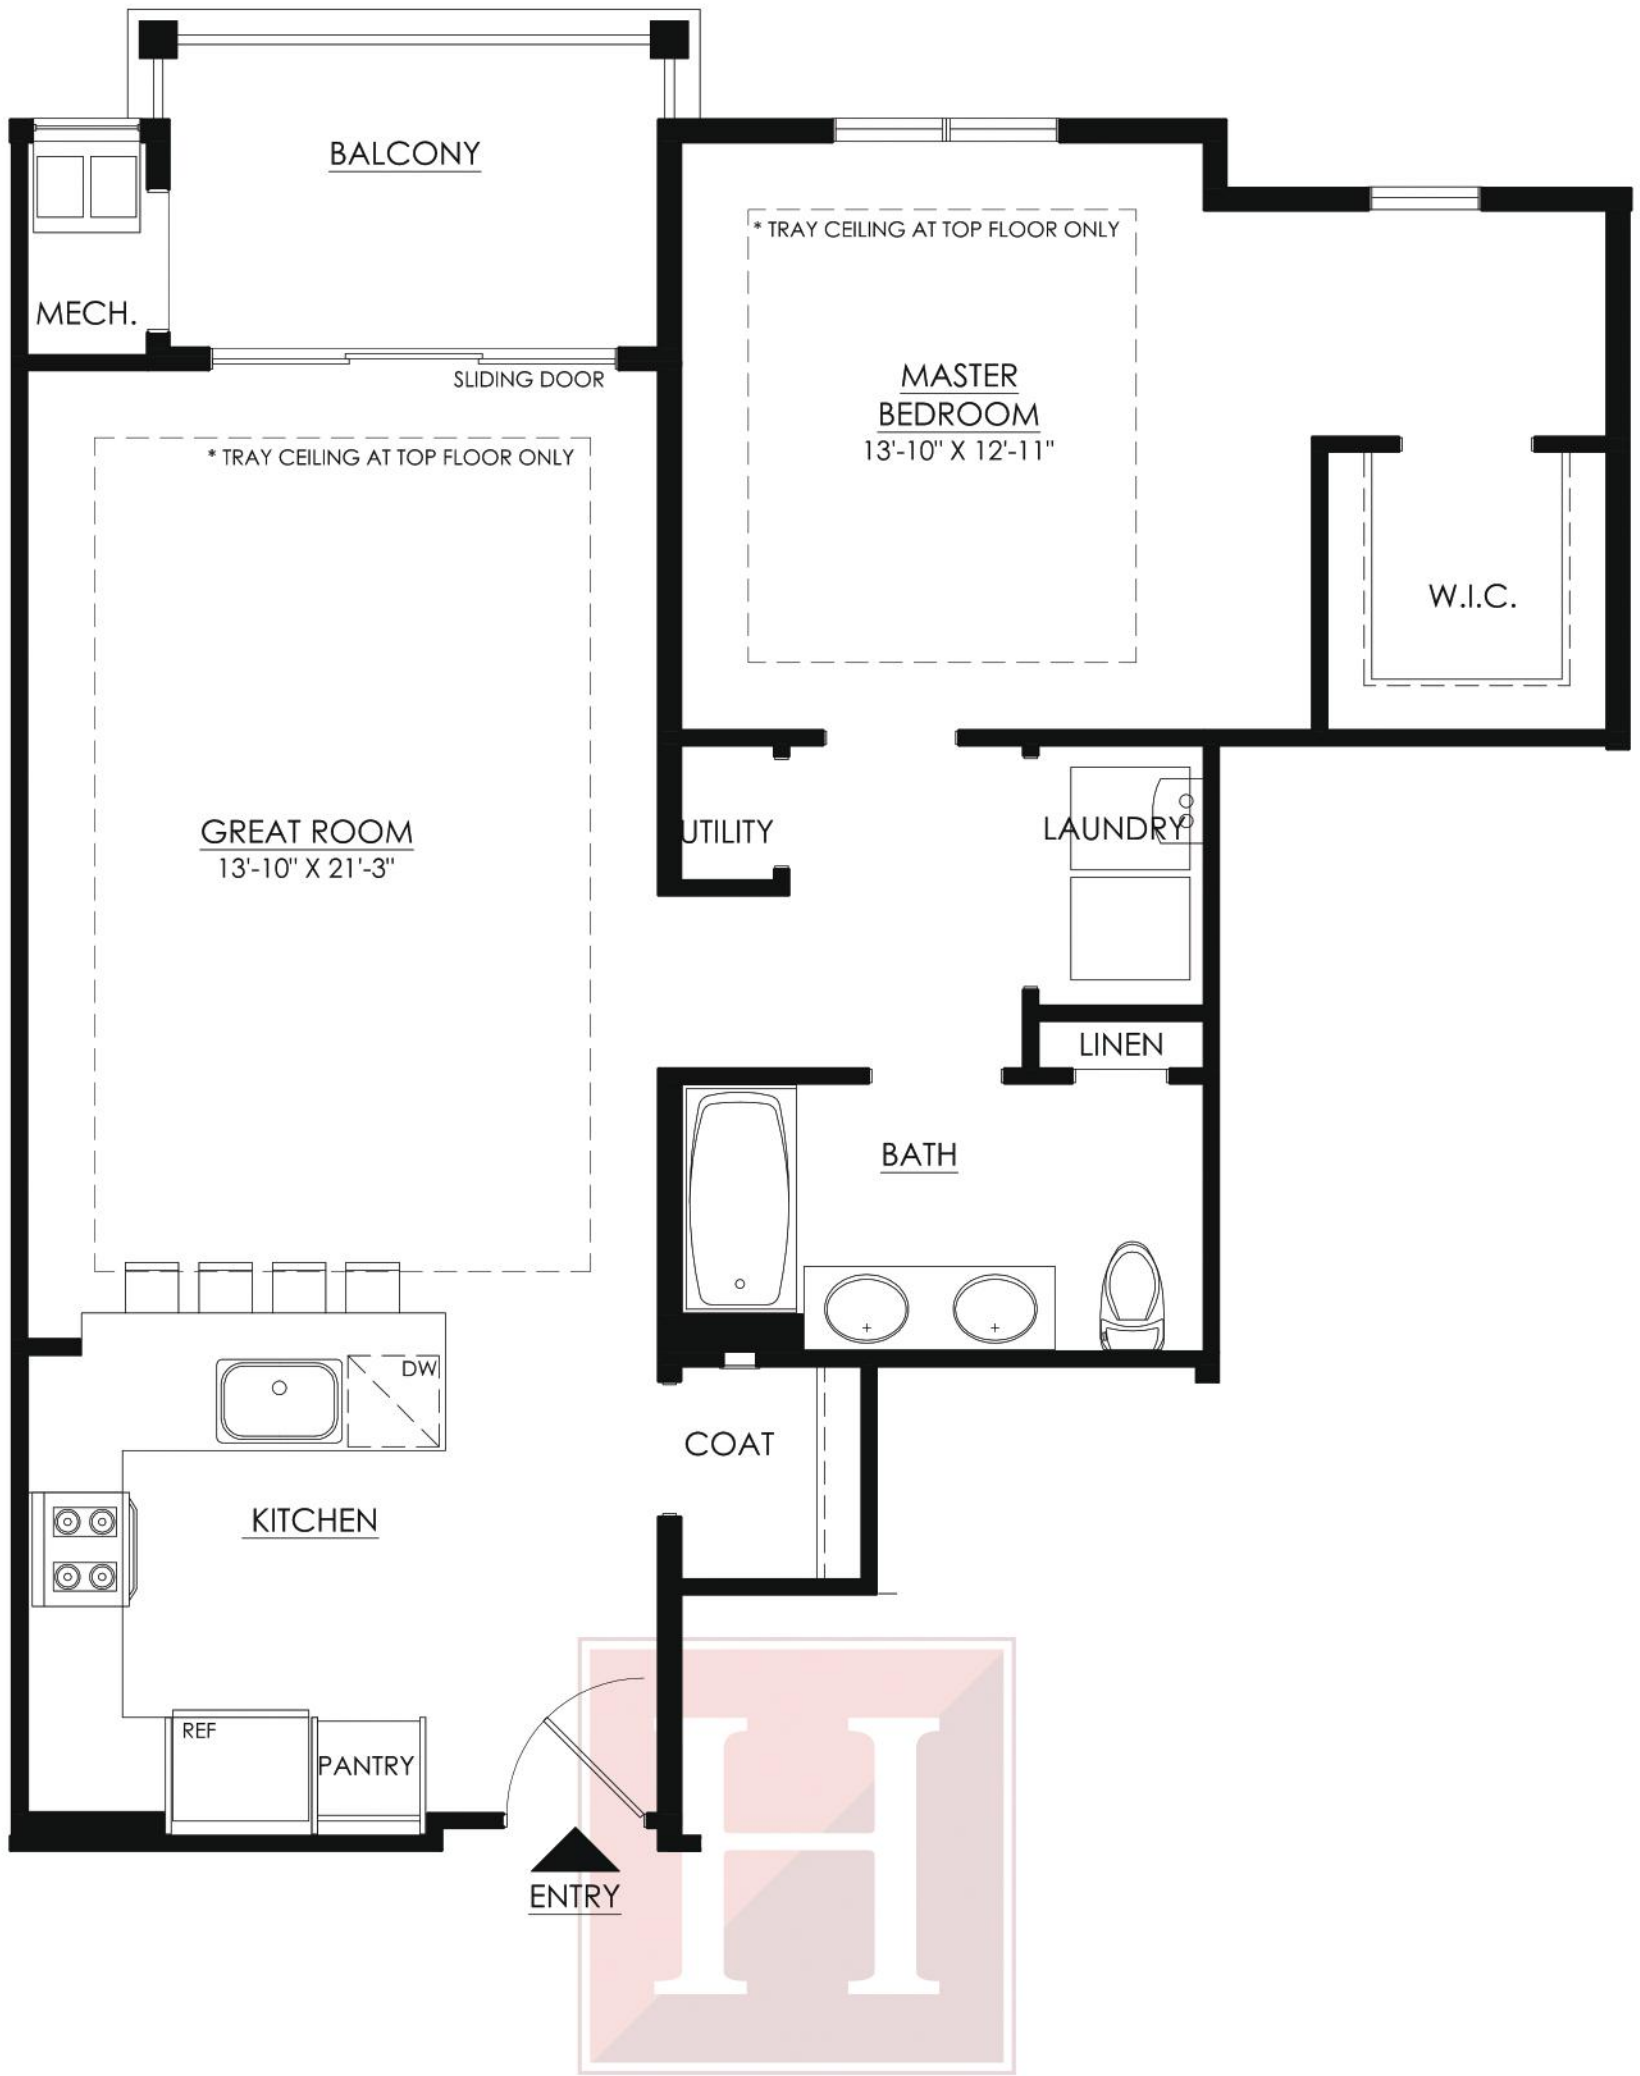 BALCONY
* TRAY CEILING AT TOP FLOOR ONLY
MECH.
SLIDING DOOR
MASTER
BEDROOM
13'-10" X 12'-11"
* TRAY CEILING AT TOP FLOOR ONLY
W.I.C.
GREAT ROOM
13'-10" X 21'-3"
UTILITY
LAUNDRY
LINEN
BATH
DW
COAT
KITCHEN
REF
PANTRY
ENTRY
H